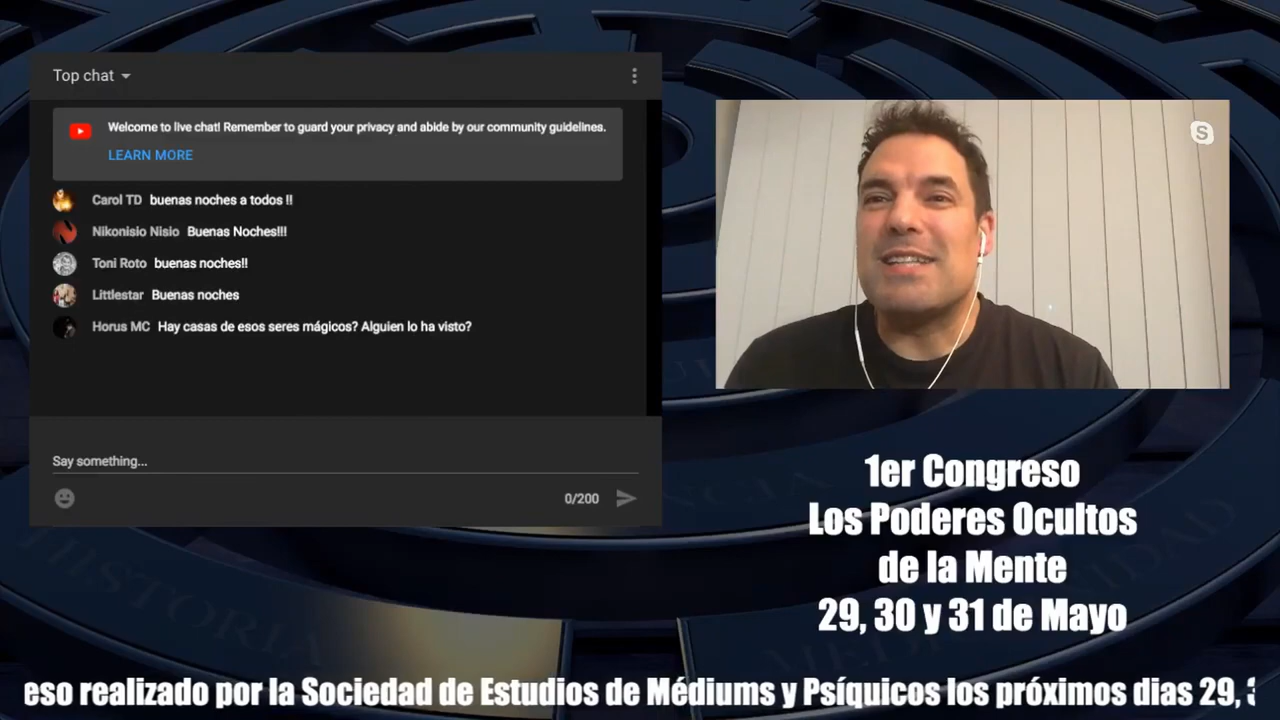 Top chat
Welcome to live chat! Remember to guard your privacy and abide by our community guidelines.
LEARN MORE
Carol TD buenas noches a todos !!
Nikonisio Nisio Buenas Noches!!!
Toni Roto buenas noches!!
Littlestar Buenas noches
Horus MC Hay casas de esos seres mágicos? Alguien lo ha visto?
Say something...
0/200
S
1er Congreso
Los Poderes Ocultos
de la Mente
29, 30 y 31 de Mayo
HISTORIA
eso realizado por la Sociedad de Estudios de Médiums y Psíquicos los próximos dias 29,